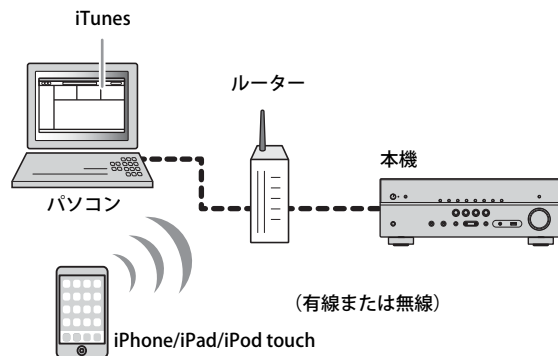 iTunes
ルーター
本機
パソコン
（有線または無線）
iPhone/iPad/iPod touch